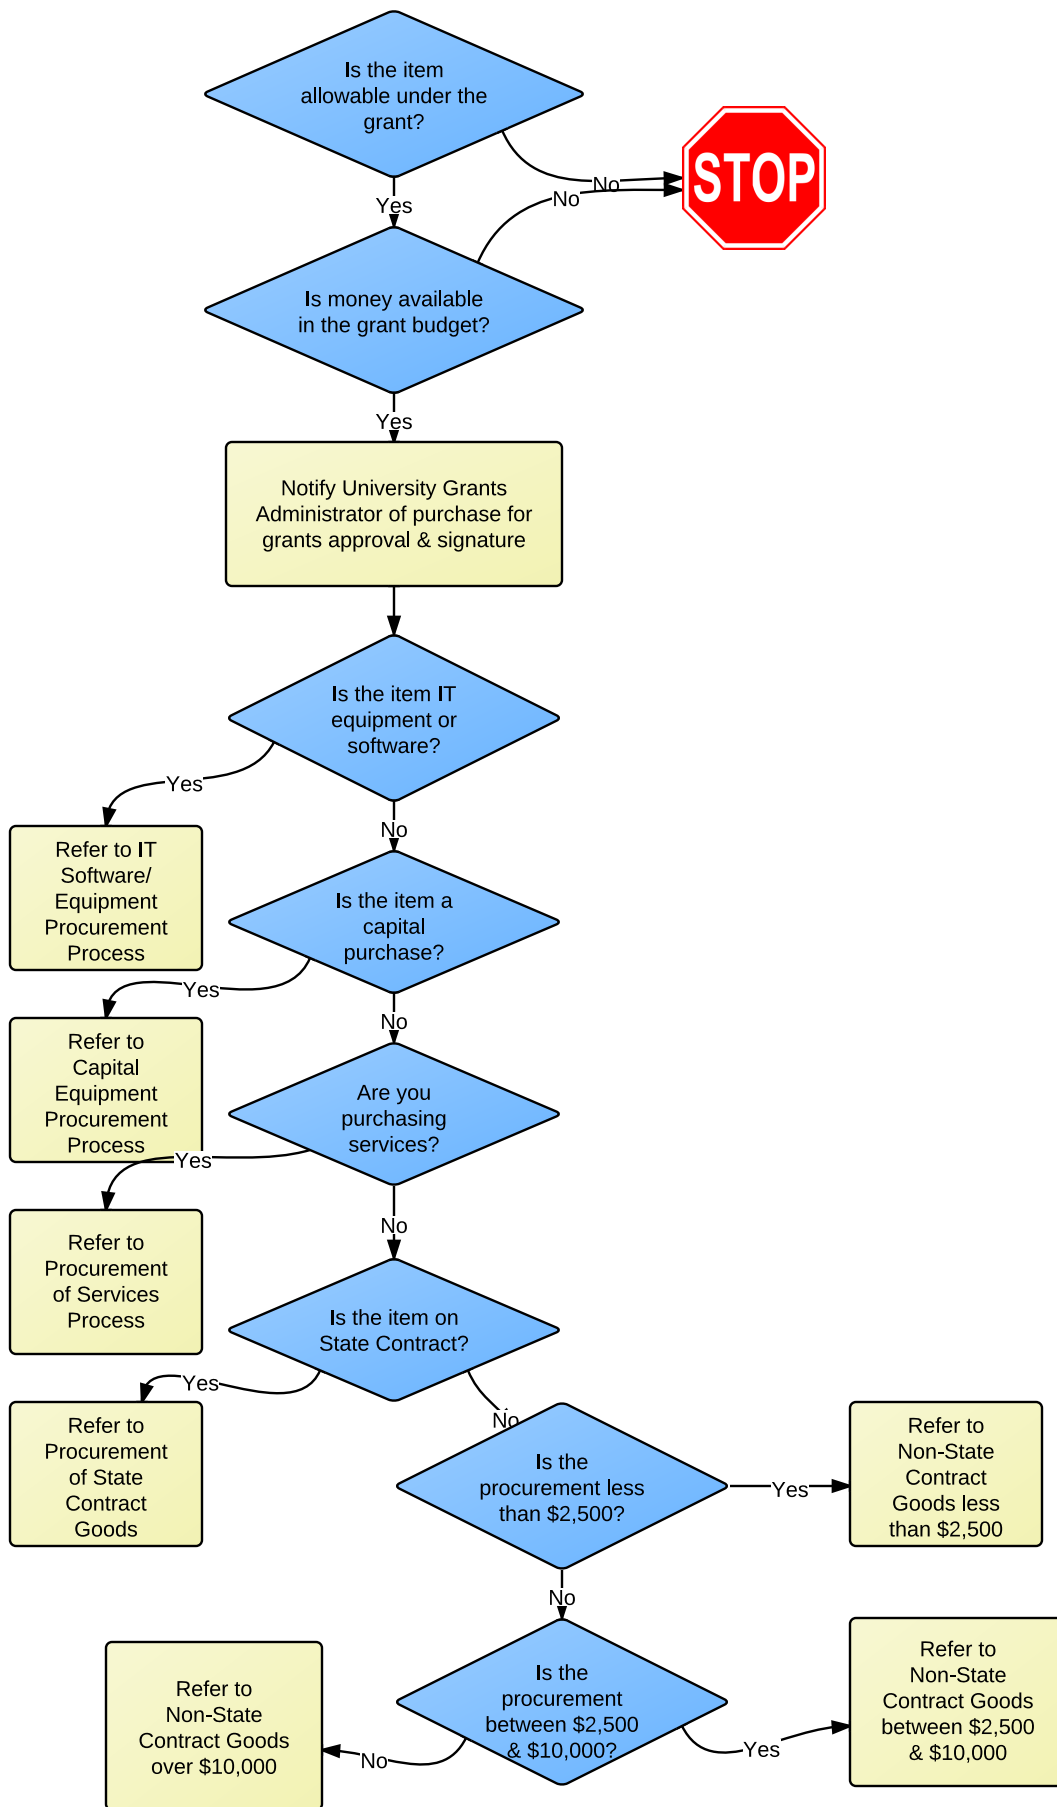 Is the item
allowable under the
grant?
STOP
No
Yes
No
Is money available
in the grant budget?
Yes
Notify University Grants
Administrator of purchase for
grants approval & signature
Is the item IT
equipment or
software?
Yes
No
Refer to IT
Software/
Equipment
Procurement
Process
Is the item a
capital
purchase?
Yes
No
Refer to
Capital
Equipment
Procurement
Process
Are you
purchasing
services?
Yes
No
Refer to
Procurement
of Services
Process
Is the item on
State Contract?
Yes
No
Refer to
Procurement
of State
Contract
Goods
Is the
procurement less
than $2,500?
Yes
Refer to
Non-State
Contract
Goods less
than $2,500
No
Is the
procurement
between $2,500
& $10,000?
Yes
Refer to
Non-State
Contract Goods
between $2,500
& $10,000
No
Refer to
Non-State
Contract Goods
over $10,000